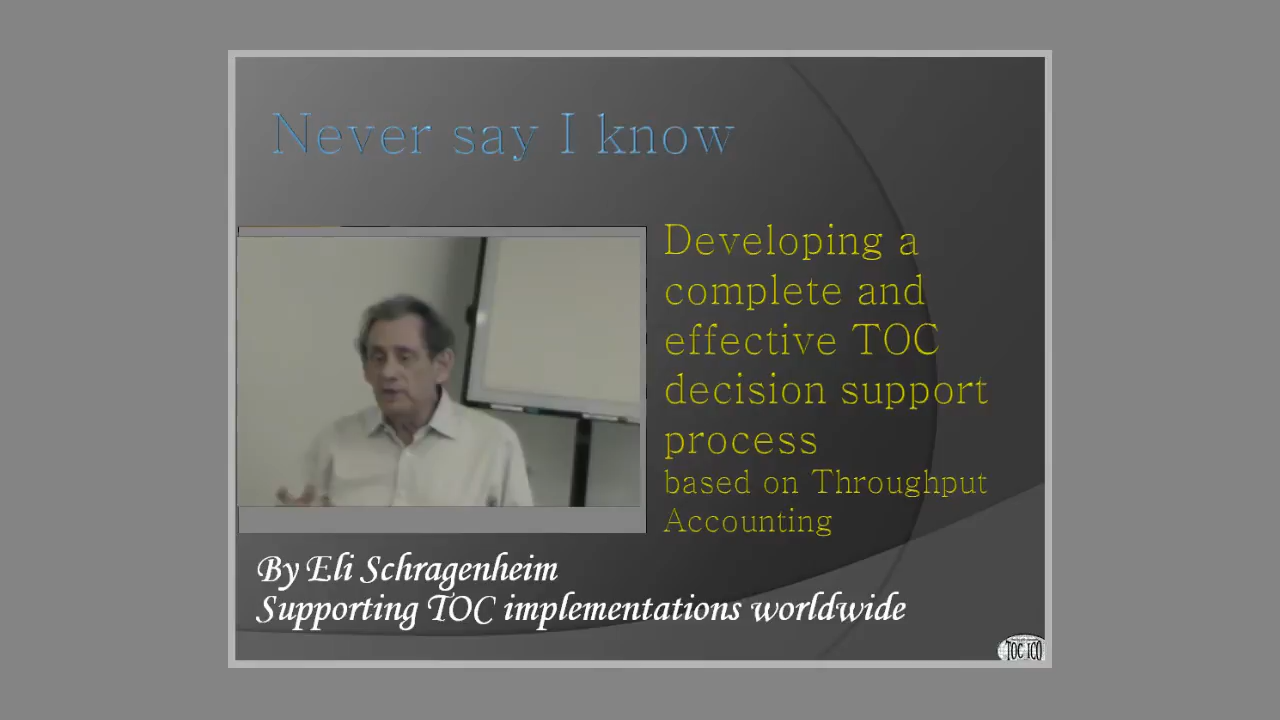 Never say I know
Developing a
complete and
effective TOC
decision support
process
based on Throughput
Accounting
By Eli Schragenheim
Supporting TOC implementations worldwide
TOC ICO